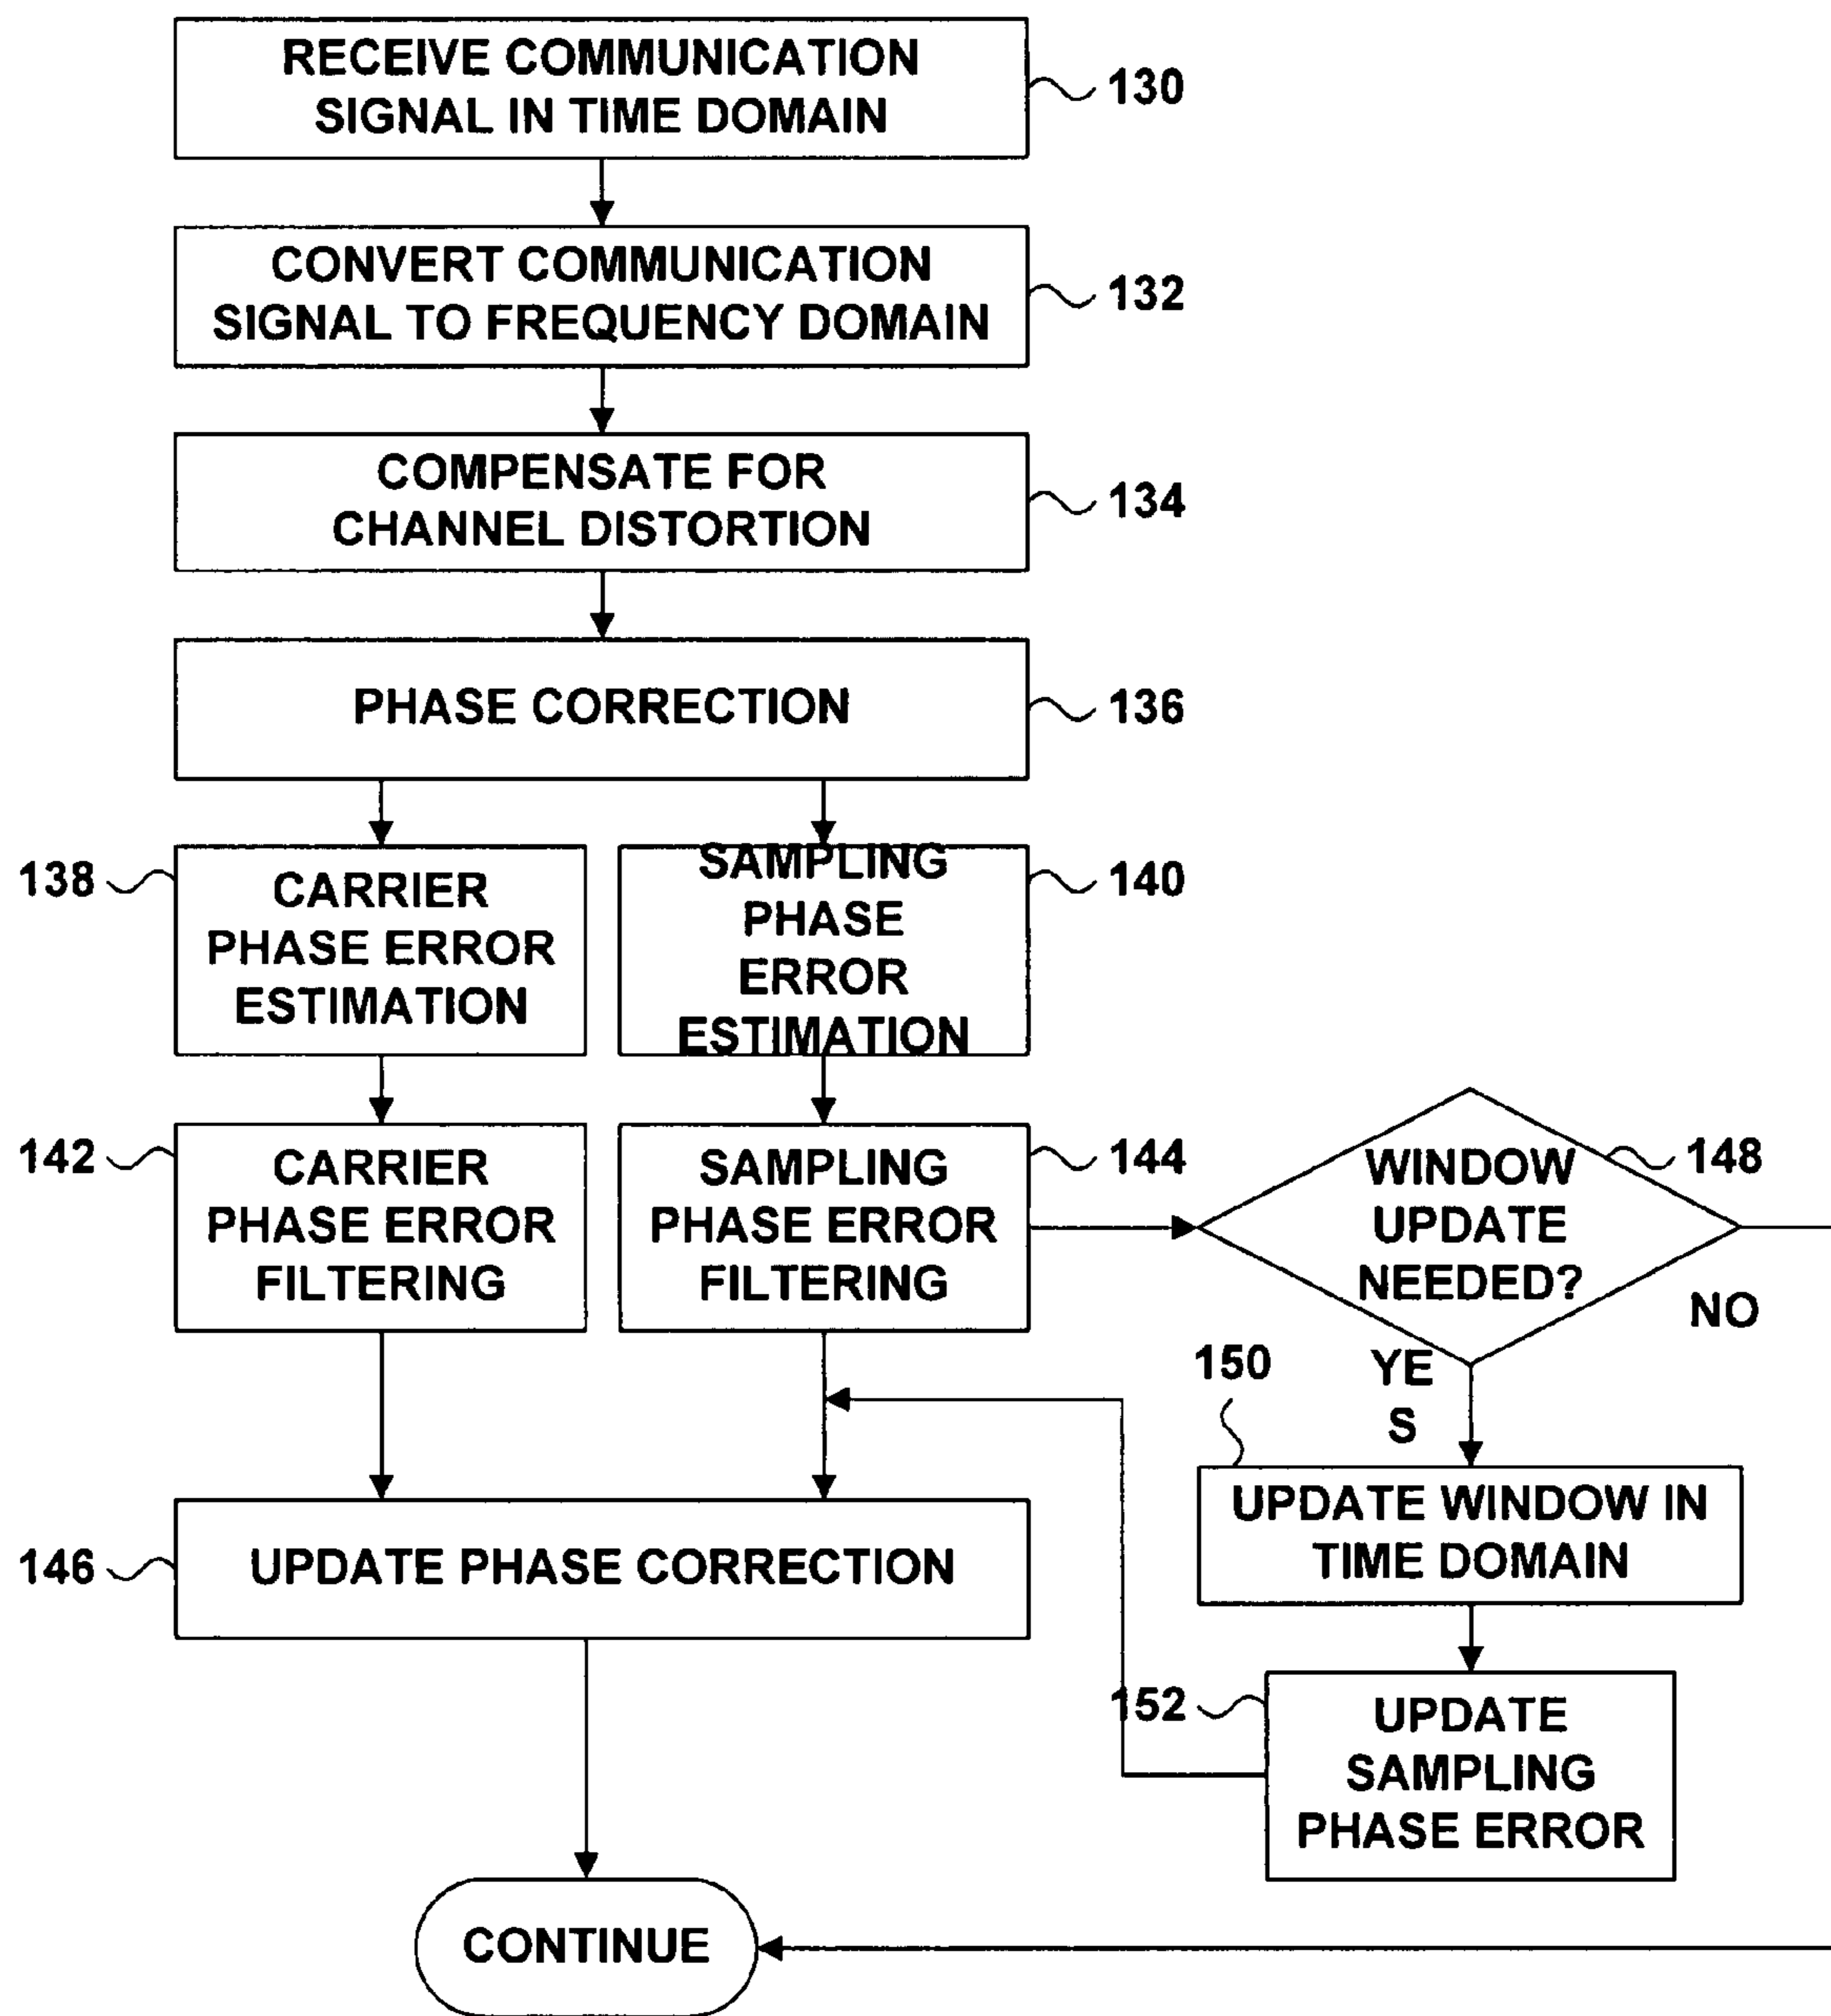 RECEIVE COMMUNICATION
SIGNAL IN TIME DOMAIN
130
CONVERT COMMUNICATION
SIGNAL TO FREQUENCY DOMAIN
132
COMPENSATE FOR
CHANNEL DISTORTION
134
PHASE CORRECTION
136
138
CARRIER
PHASE ERROR
ESTIMATION
SAMPLING
PHASE
ERROR
ESTIMATION
140
142
CARRIER
PHASE ERROR
FILTERING
SAMPLING
PHASE ERROR
FILTERING
144
WINDOW
UPDATE
NEEDED?
148
NO
YE
S
150
UPDATE WINDOW IN
TIME DOMAIN
146
UPDATE PHASE CORRECTION
152
UPDATE
SAMPLING
PHASE ERROR
CONTINUE